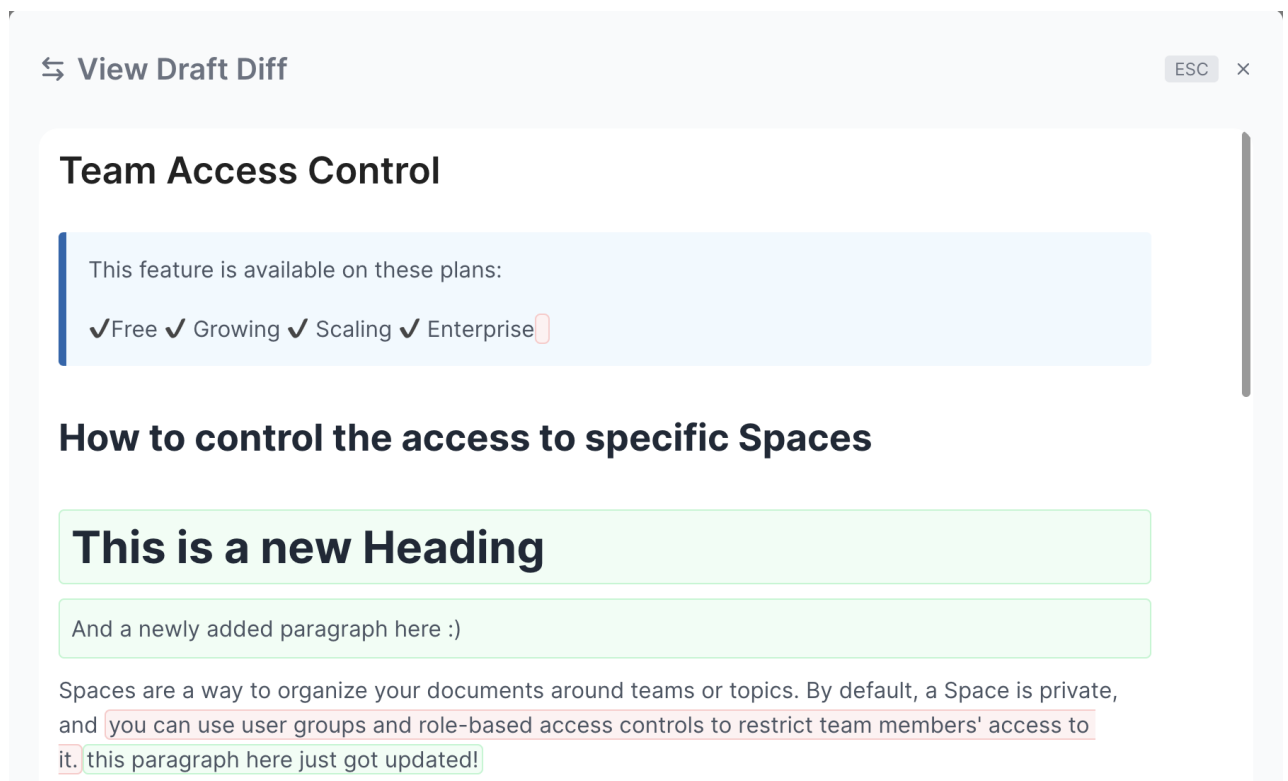 View Draft Diff
ESC ×
Team Access Control
This feature is available on these plans:
✔Free ✔ Growing ✔ Scaling ✔ Enterprise
How to control the access to specific Spaces
This is a new Heading
And a newly added paragraph here :)
Spaces are a way to organize your documents around teams or topics. By default, a Space is private,
and you can use user groups and role-based access controls to restrict team members' access to
it. this paragraph here just got updated!